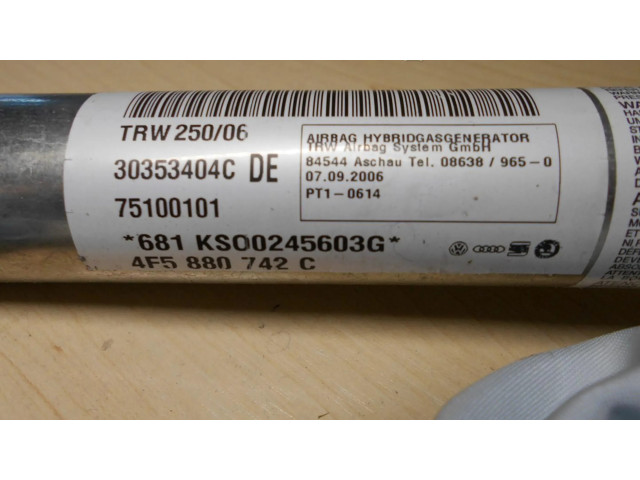 TRW 250/06
30353404C DE
75100101
*681 KS00245603G*
4F5 880 742 C
AIRBAG HYBRIDGASGENERATOR
TRW Airbag System GmbH
84544 Aschau Tel. 08638 / 965-0
07.09.2006
PT1-0614